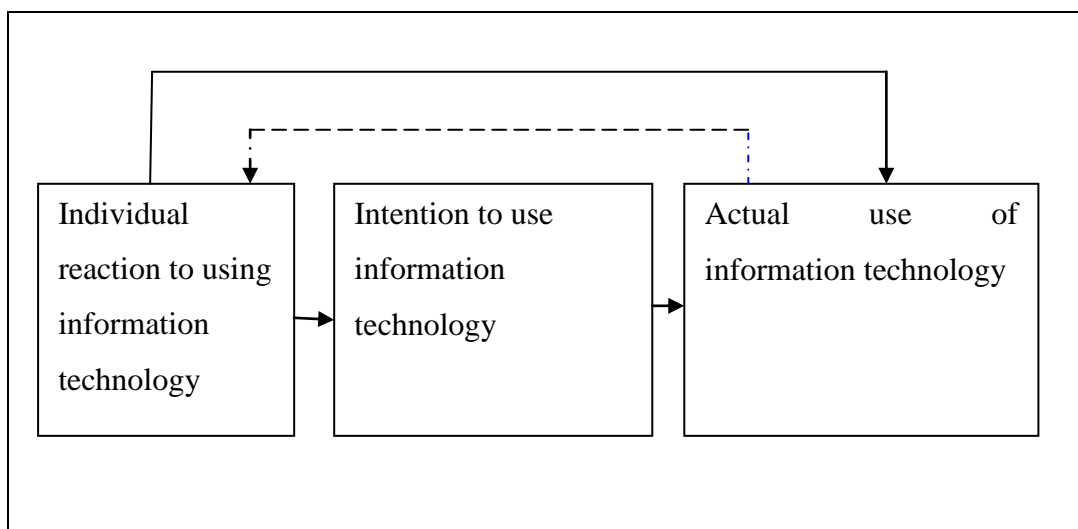 Individual
reaction to using
information
technology
Intention to use
information
technology
Actual use of
information technology